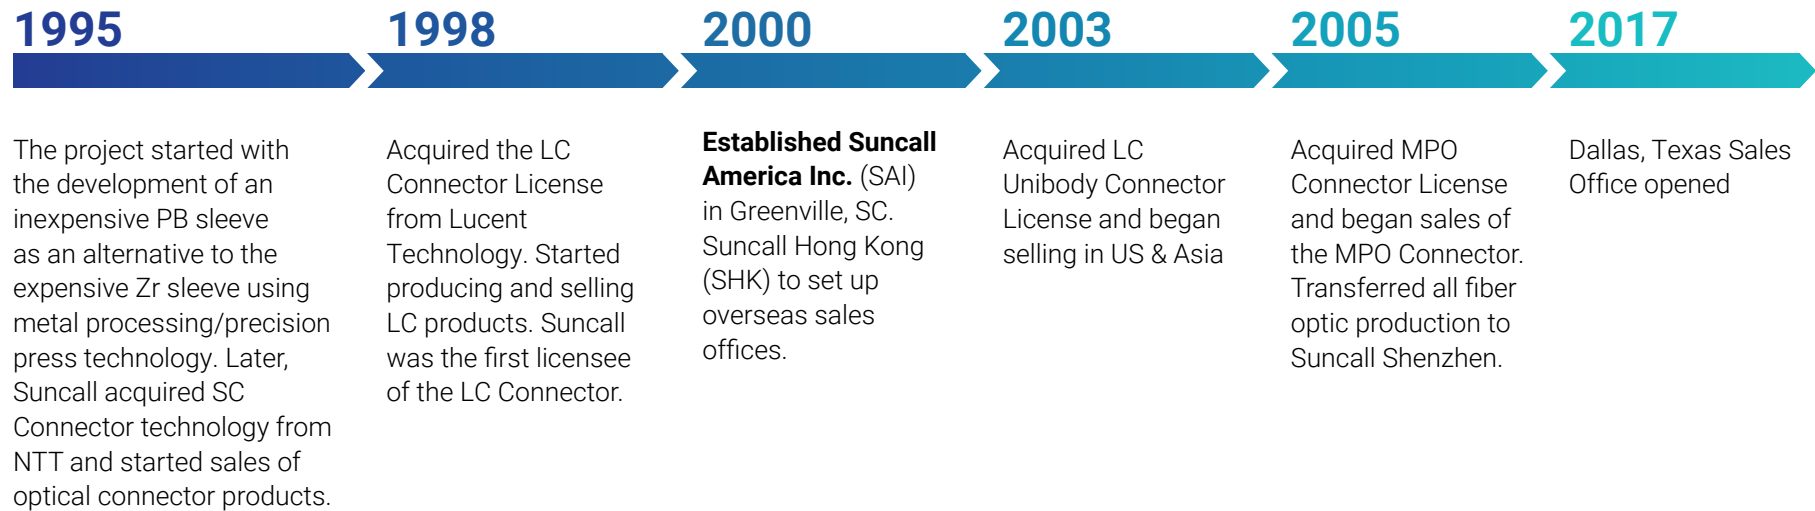 1995
The project started with
the development of an
inexpensive PB sleeve
as an alternative to the
expensive Zr sleeve using
metal processing/precision
press technology. Later,
Suncall acquired SC
Connector technology from
NTT and started sales of
optical connector products.
1998
Acquired the LC
Connector License
from Lucent
Technology. Started
producing and selling
LC products. Suncall
was the first licensee
of the LC Connector.
2000
Established Suncall
America Inc. (SAI)
in Greenville, SC.
Suncall Hong Kong
(SHK) to set up
overseas sales
offices.
2003
Acquired LC
Unibody Connector
License and began
selling in US & Asia
2005
Acquired MPO
Connector License
and began sales of
the MPO Connector.
Transferred all fiber
optic production to
Suncall Shenzhen.
2017
Dallas, Texas Sales
Office opened